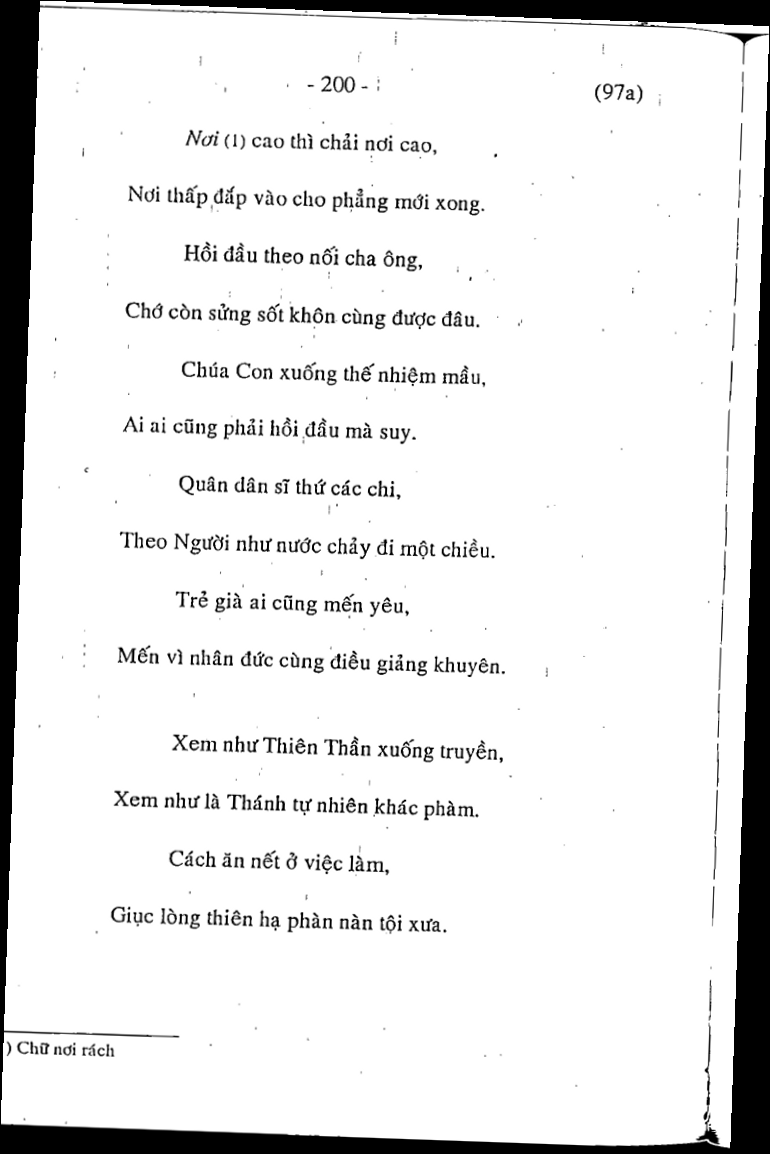 - 200 -
(97a)
Nơi (1) cao thì chải nơi cao,
Nơi thấp đắp vào cho phẳng mới xong.
Hồi đầu theo nối cha ông,
Chớ còn sửng sốt khôn cùng được đâu.
Chúa Con xuống thế nhiệm mầu,
Ai ai cũng phải hồi đầu mà suy.
Quân dân sĩ thứ các chi,
Theo Người như nước chảy đi một chiều.
Trẻ già ai cũng mến yêu,
Mến vì nhân đức cùng điều giảng khuyên.
Xem như Thiên Thần xuống truyền,
Xem như là Thánh tự nhiên khác phàm.
Cách ăn nết ở việc làm,
Giục lòng thiên hạ phàn nàn tội xưa.
) Chữ nơi rách